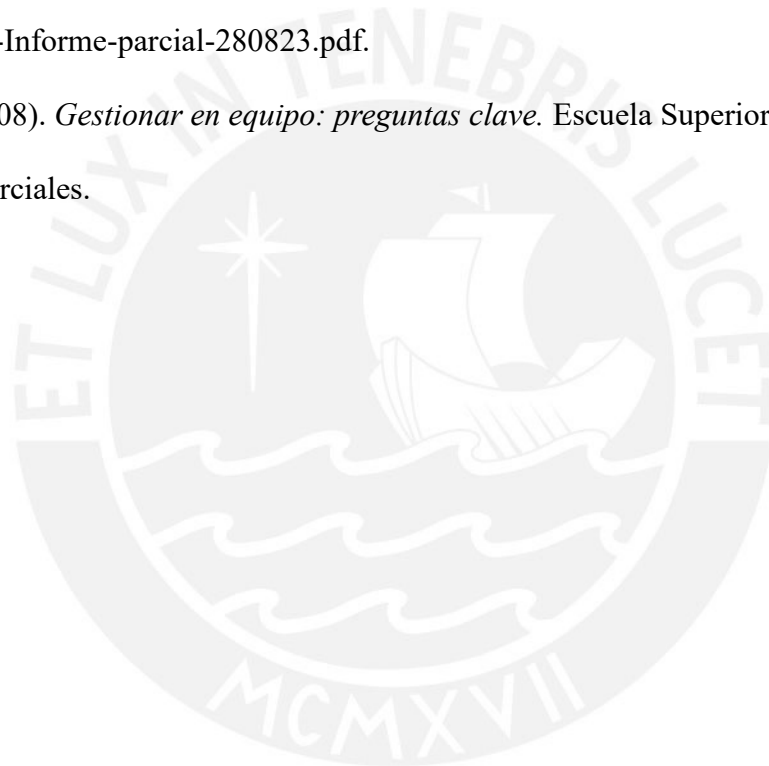 -Informe-parcial-280823.pdf.
08). Gestionar en equipo: preguntas clave. Escuela Superior
rciales.
ET LUX IN TENEBRIS LUCET
MCMXVII